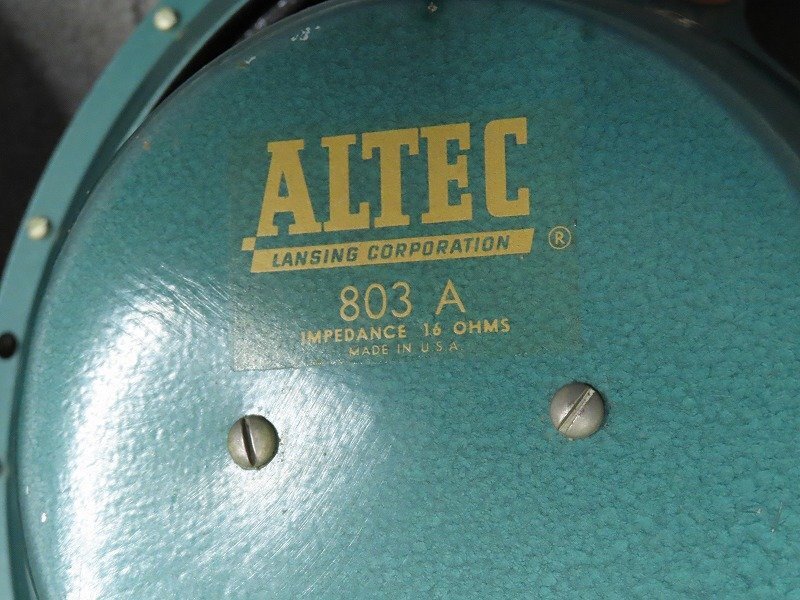 ALTEC
LANSING CORPORATION ®
803 A
IMPEDANCE 16 OHMS
MADE IN U.S.A.